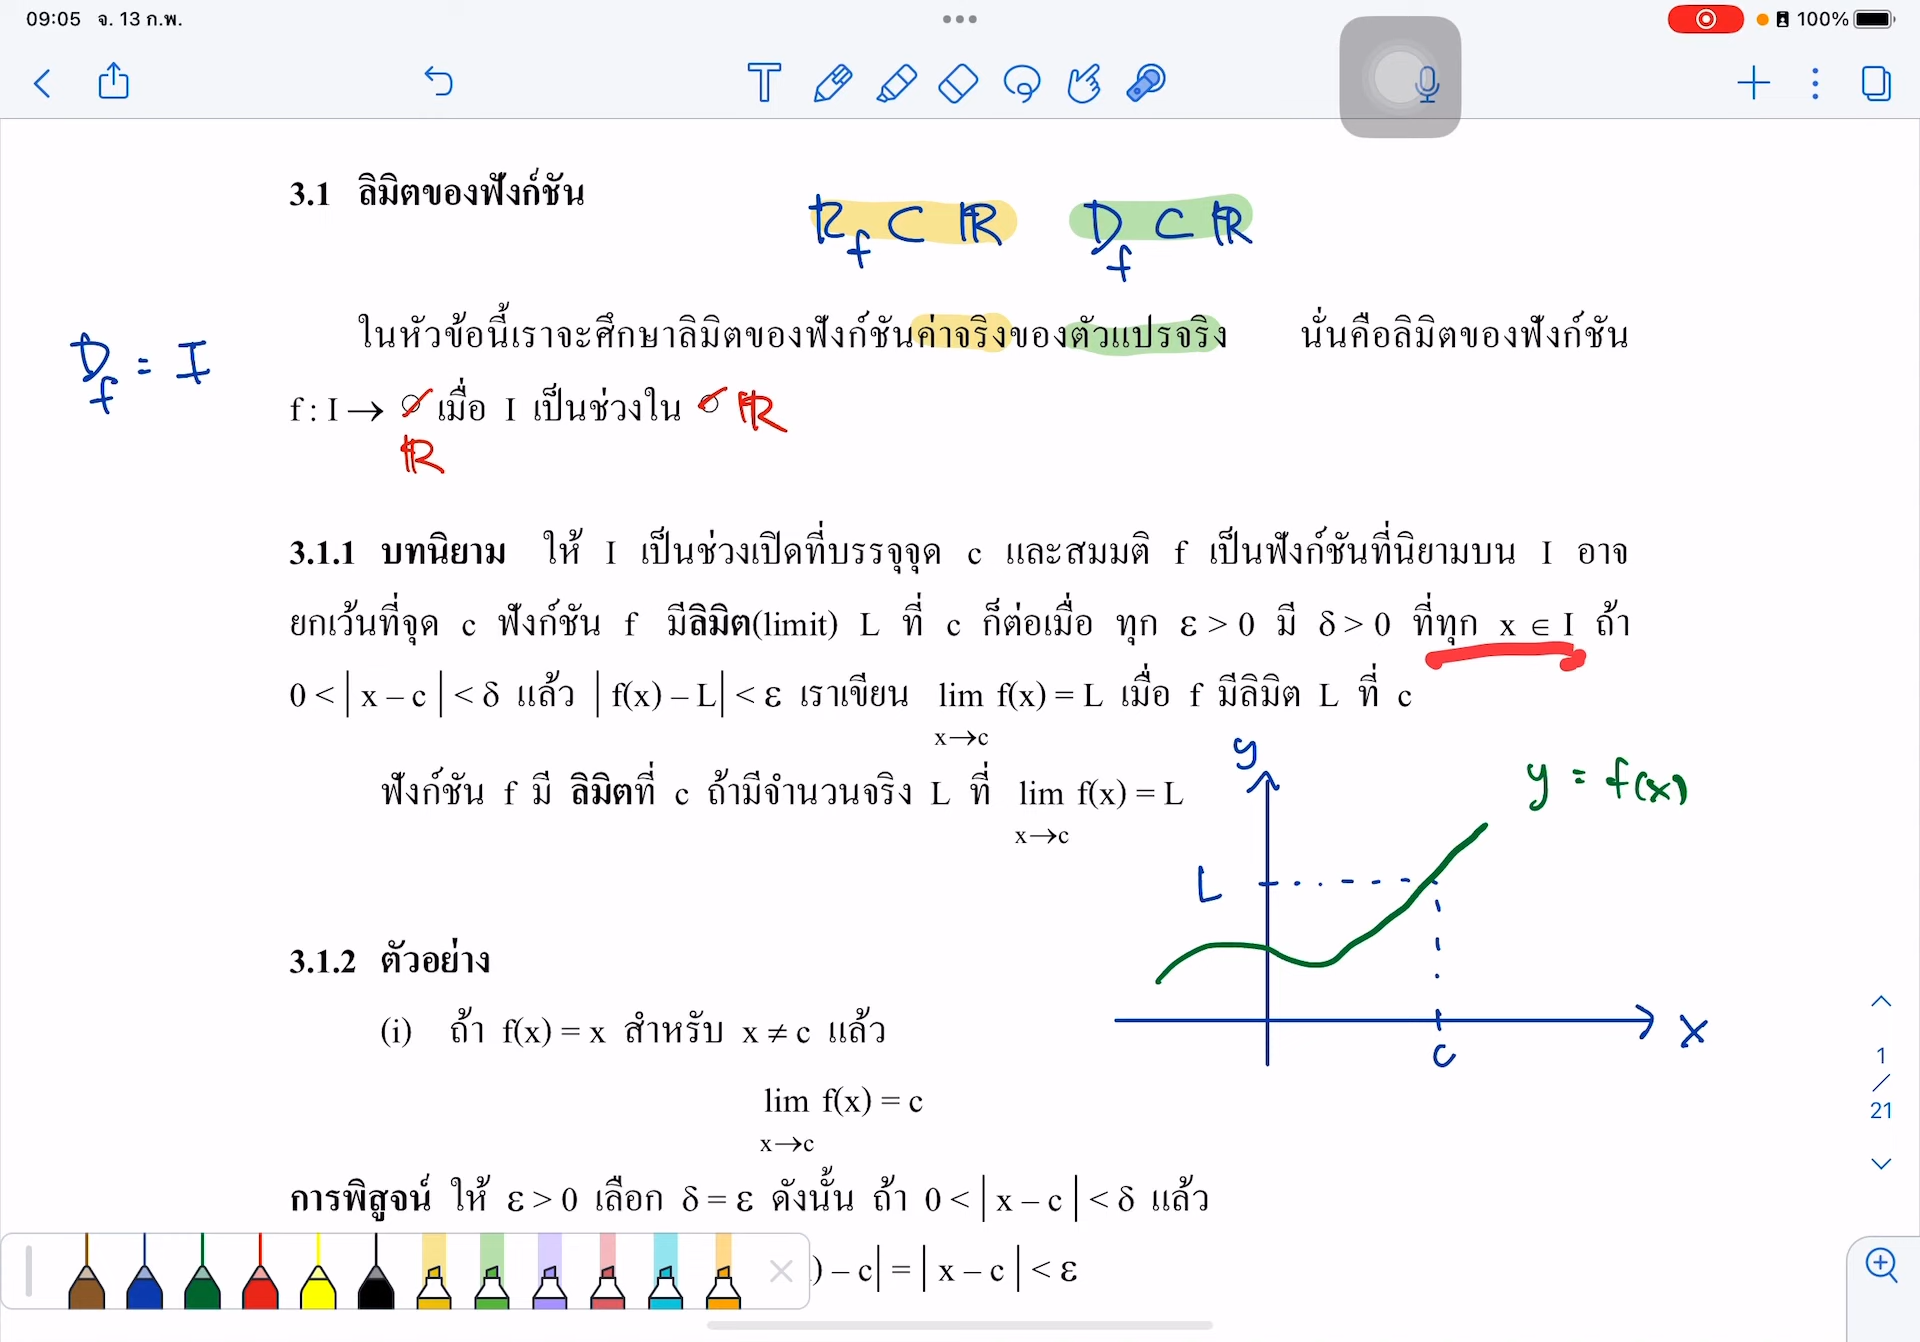 09:05 จ. 13 ก.พ.
100%
3.1 ลิมิตของฟังก์ชัน
R_f ⊂ ℝ D_f ⊂ ℝ
ในหัวข้อนี้เราจะศึกษาลิมิตของฟังก์ชันค่าจริงของตัวแปรจริง นั่นคือลิมิตของฟังก์ชัน
D_f = I
f : I → เมื่อ I เป็นช่วงใน ℝ
ℝ
3.1.1 บทนิยาม ให้ I เป็นช่วงเปิดที่บรรจุจุด c และสมมติ f เป็นฟังก์ชันที่นิยามบน I อาจ
ยกเว้นที่จุด c ฟังก์ชัน f มีลิมิต(limit) L ที่ c ก็ต่อเมื่อ ทุก ε > 0 มี δ > 0 ที่ทุก x ∈ I ถ้า
0 < | x – c | < δ แล้ว | f(x) – L| < ε เราเขียน lim f(x) = L เมื่อ f มีลิมิต L ที่ c
x→c
ฟังก์ชัน f มี ลิมิตที่ c ถ้ามีจำนวนจริง L ที่ lim f(x) = L
x→c
y
y = f(x)
L
c
x
3.1.2 ตัวอย่าง
(i) ถ้า f(x) = x สำหรับ x ≠ c แล้ว
lim f(x) = c
x→c
การพิสูจน์ ให้ ε > 0 เลือก δ = ε ดังนั้น ถ้า 0 < | x – c | < δ แล้ว
) – c| = | x – c | < ε
1
/
21